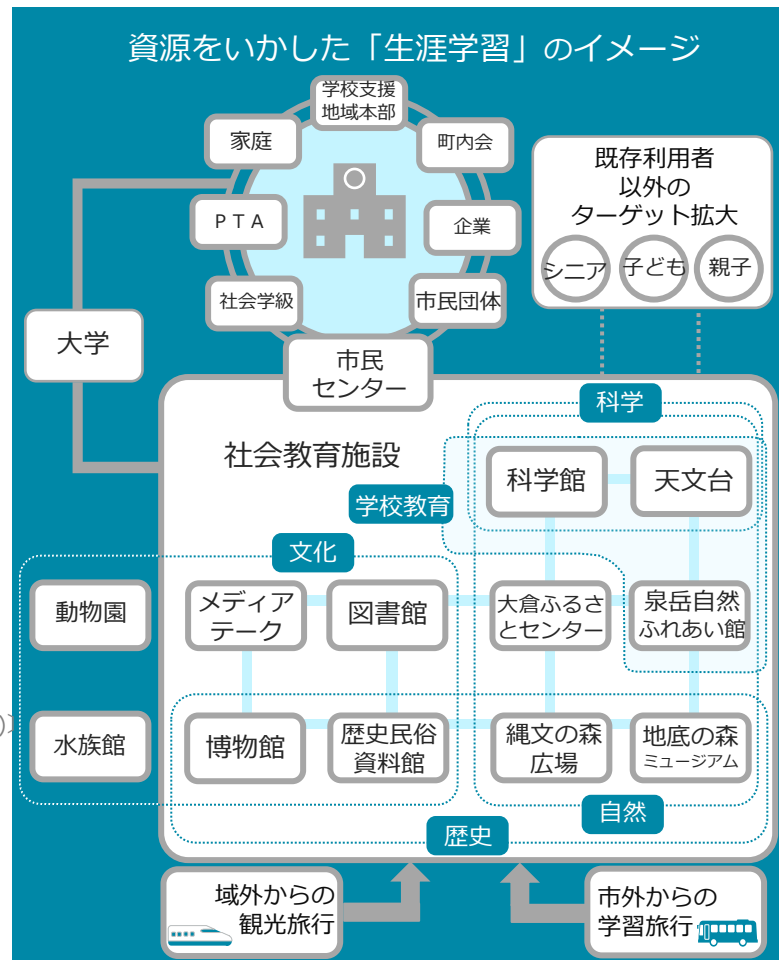 資源をいかした「生涯学習」のイメージ
学校支援
地域本部
家庭
町内会
ＰＴＡ
企業
社会学級
市民団体
市民
センター
大学
既存利用者
以外の
ターゲット拡大
シニア
子ども
親子
科学
社会教育施設
科学館
天文台
学校教育
文化
動物園
メディア
テーク
図書館
大倉ふるさ
とセンター
泉岳自然
ふれあい館
水族館
博物館
歴史民俗
資料館
縄文の森
広場
地底の森
ミュージアム
自然
歴史
域外からの
観光旅行
市外からの
学習旅行